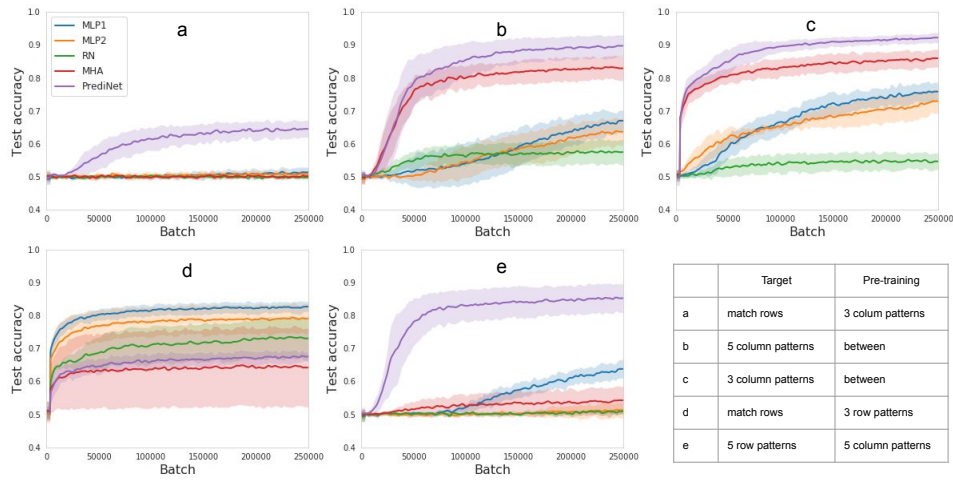 a
MLP1
MLP2
RN
MHA
PrediNet
Test accuracy
1.0
0.9
0.8
0.7
0.6
0.5
0.4
0 50000 100000 150000 200000 250000
Batch
b
Test accuracy
1.0
0.9
0.8
0.7
0.6
0.5
0.4
0 50000 100000 150000 200000 250000
Batch
c
Test accuracy
1.0
0.9
0.8
0.7
0.6
0.5
0.4
0 50000 100000 150000 200000 250000
Batch
d
Test accuracy
1.0
0.9
0.8
0.7
0.6
0.5
0.4
0 50000 100000 150000 200000 250000
Batch
e
Test accuracy
1.0
0.9
0.8
0.7
0.6
0.5
0.4
0 50000 100000 150000 200000 250000
Batch
Target Pre-training
a match rows 3 colum patterns
b 5 column patterns between
c 3 column patterns between
d match rows 3 row patterns
e 5 row patterns 5 column patterns